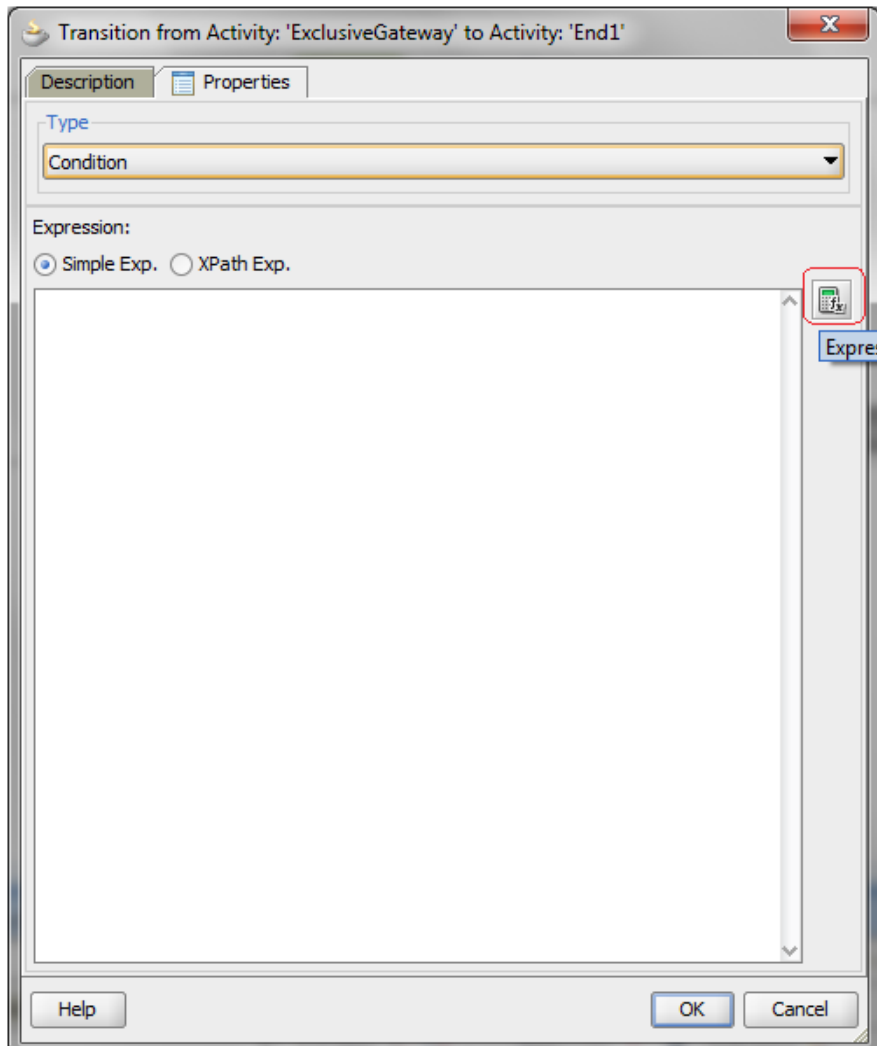 Transition from Activity: 'ExclusiveGateway' to Activity: 'End1'
Description Properties
Type
Condition
Expression:
Simple Exp. XPath Exp.
fx
Expres
Help OK Cancel